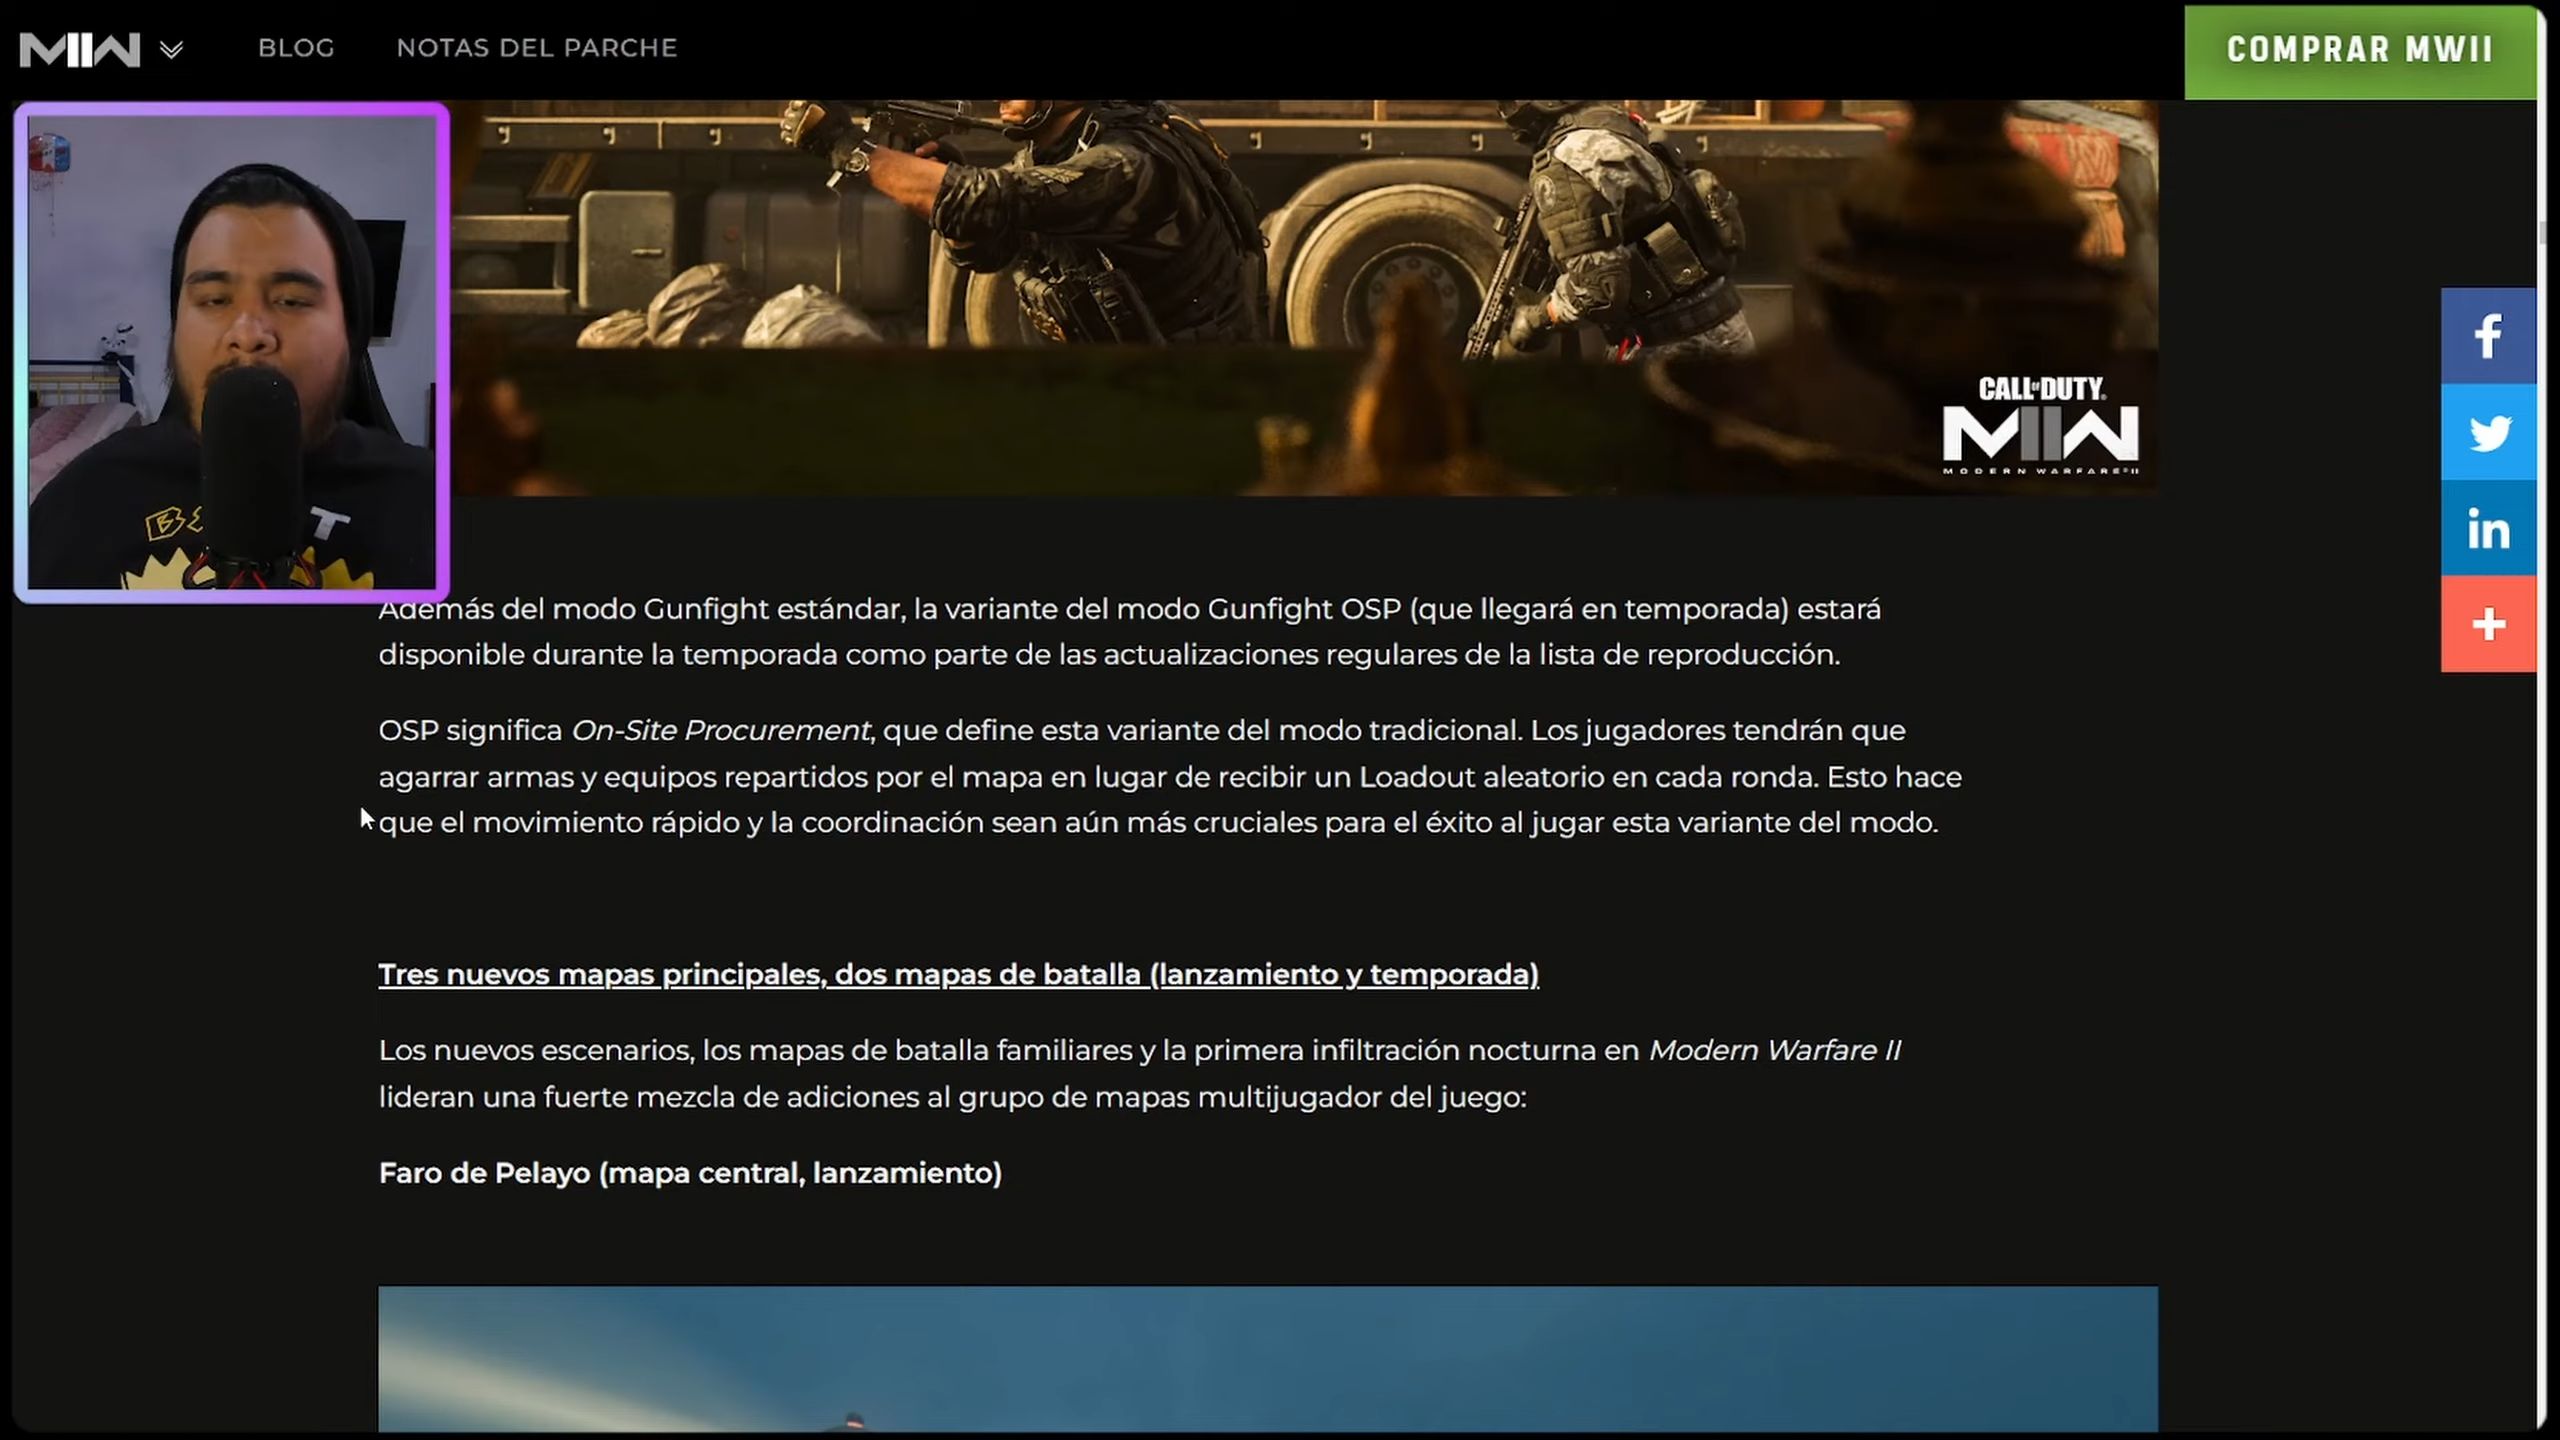 MIIW
BLOG
NOTAS DEL PARCHE
COMPRAR MWII
CALL OF DUTY
MIIW
MODERN WARFARE II
f
in
+
T
Además del modo Gunfight estándar, la variante del modo Gunfight OSP (que llegará en temporada) estará
disponible durante la temporada como parte de las actualizaciones regulares de la lista de reproducción.
OSP significa On-Site Procurement, que define esta variante del modo tradicional. Los jugadores tendrán que
agarrar armas y equipos repartidos por el mapa en lugar de recibir un Loadout aleatorio en cada ronda. Esto hace
que el movimiento rápido y la coordinación sean aún más cruciales para el éxito al jugar esta variante del modo.
Tres nuevos mapas principales, dos mapas de batalla (lanzamiento y temporada)
Los nuevos escenarios, los mapas de batalla familiares y la primera infiltración nocturna en Modern Warfare II
lideran una fuerte mezcla de adiciones al grupo de mapas multijugador del juego:
Faro de Pelayo (mapa central, lanzamiento)